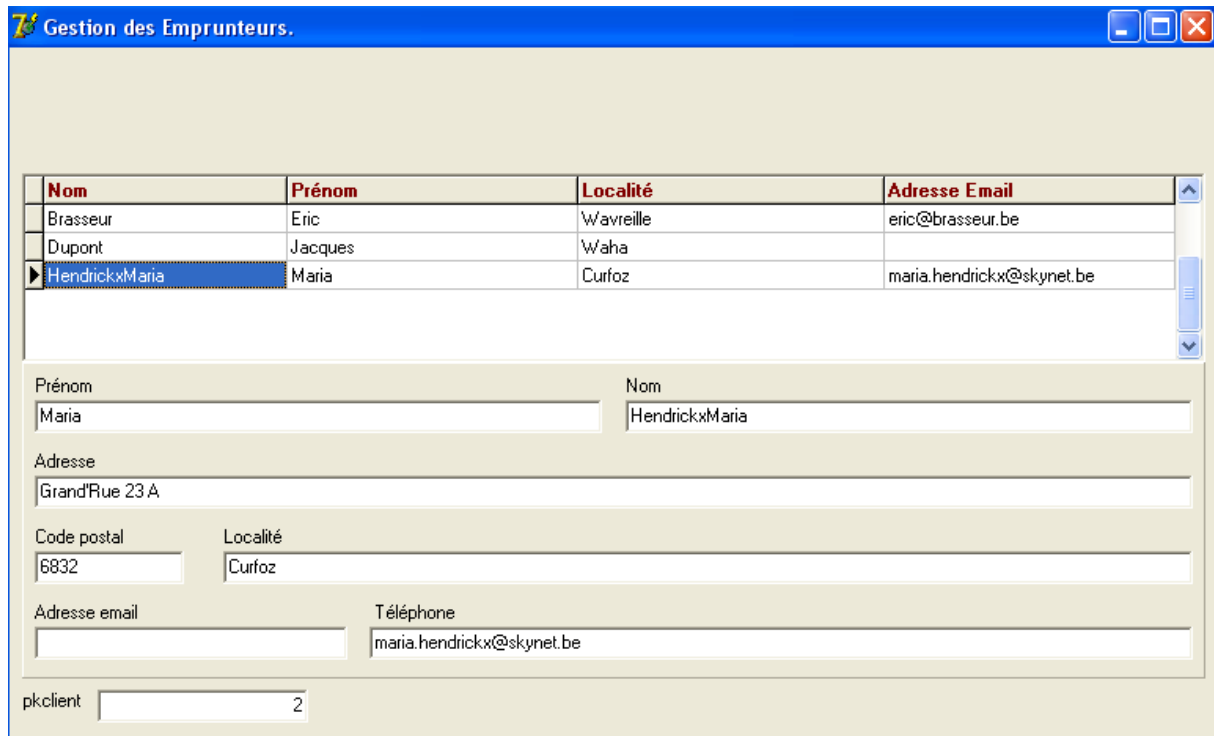 Gestion des Emprunteurs.
Nom Prénom Localité Adresse Email
Brasseur Eric Wavreille eric@brasseur.be
Dupont Jacques Waha
HendrickxMaria Maria Curfoz maria.hendrickx@skynet.be
Prénom Nom
Maria HendrickxMaria
Adresse
Grand'Rue 23 A
Code postal Localité
6832 Curfoz
Adresse email Téléphone
maria.hendrickx@skynet.be
pkclient 2